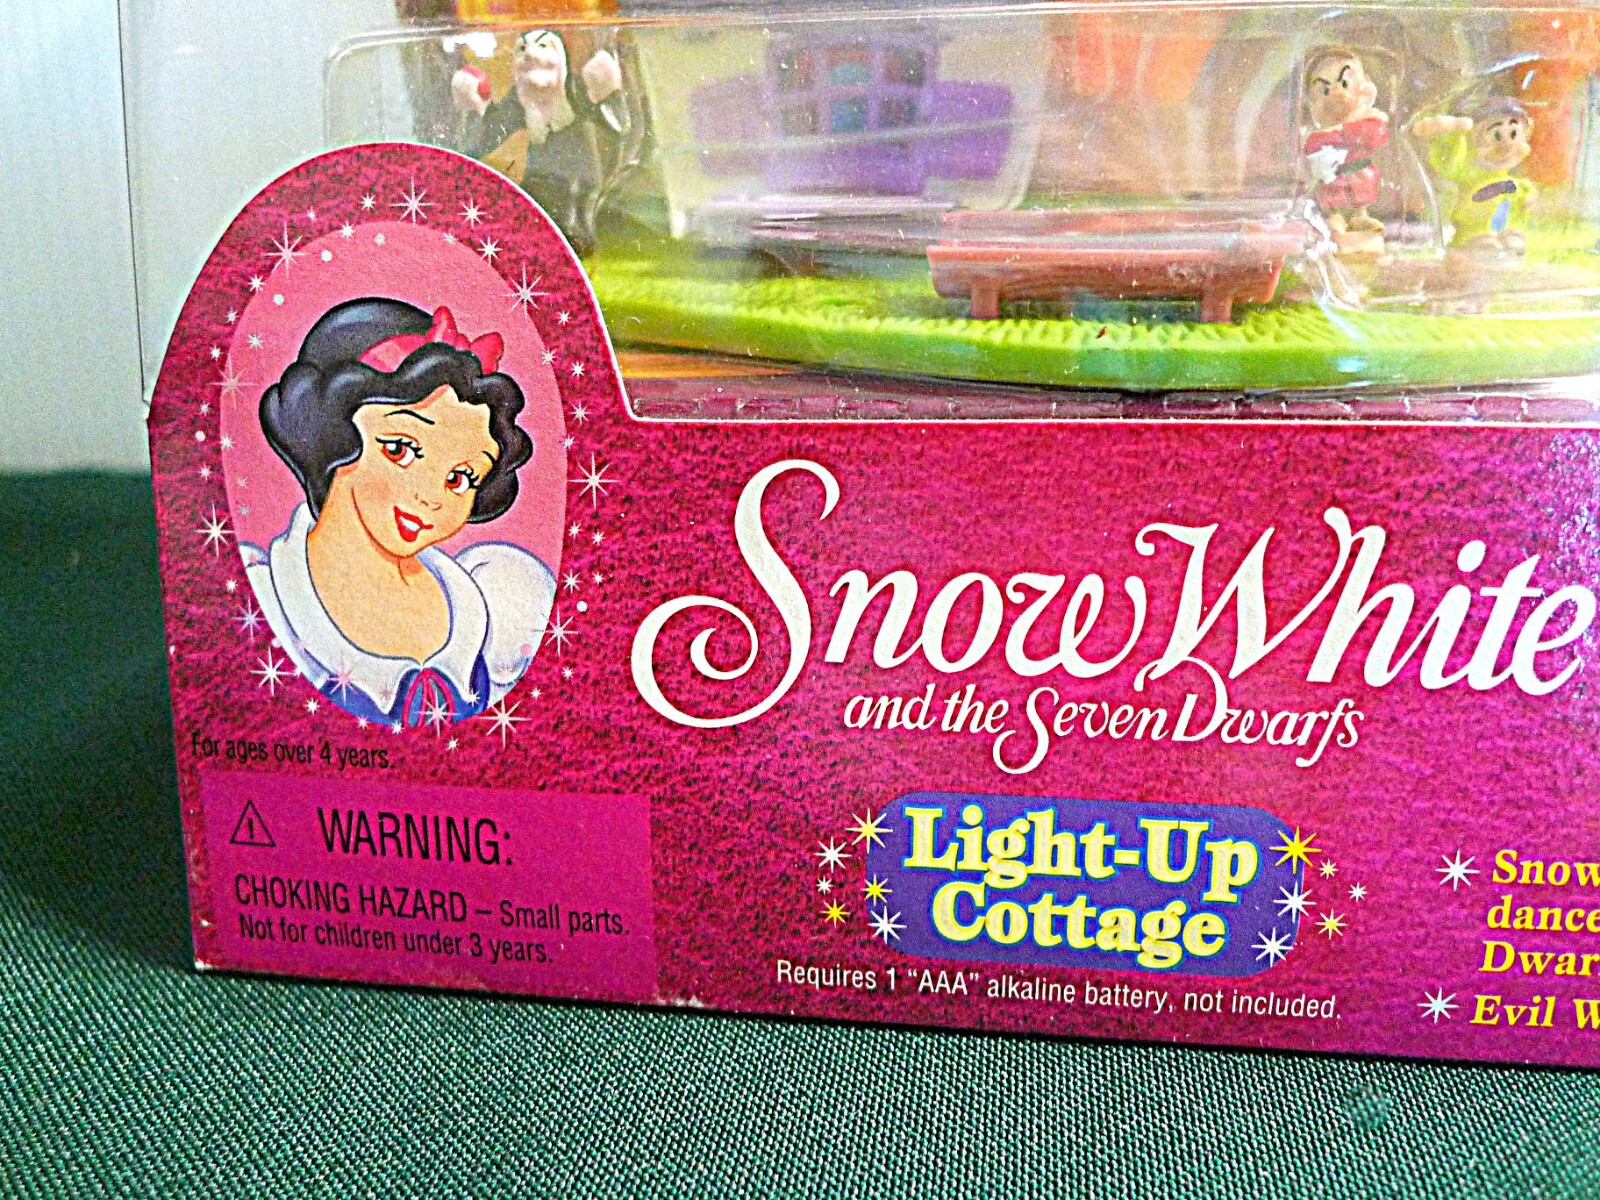 Snow White
and the Seven Dwarfs
For ages over 4 years.
WARNING:
CHOKING HAZARD – Small parts.
Not for children under 3 years.
Light-Up
Cottage
Requires 1 “AAA” alkaline battery, not included.
Snow
dance
Dwar
Evil W